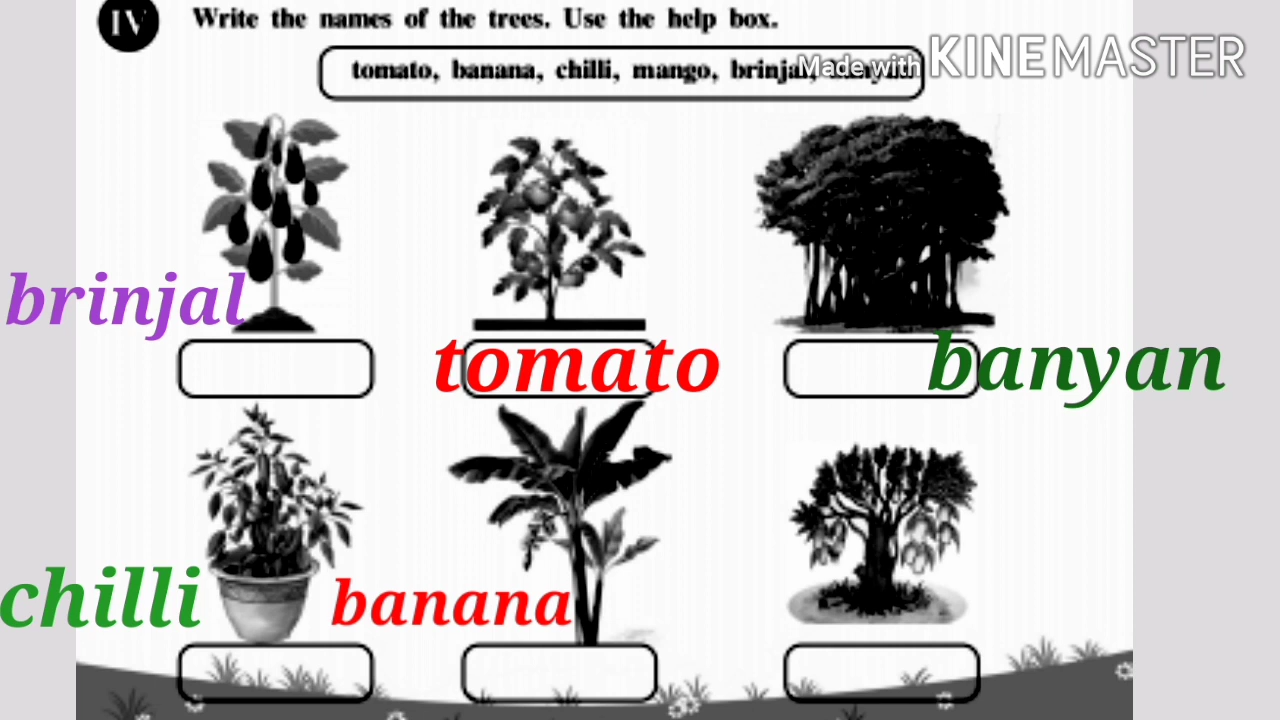 IV Write the names of the trees. Use the help box.
tomato, banana, chilli, mango, brinjal, banyan
Made with KINEMASTER
brinjal
tomato
banyan
chilli
banana